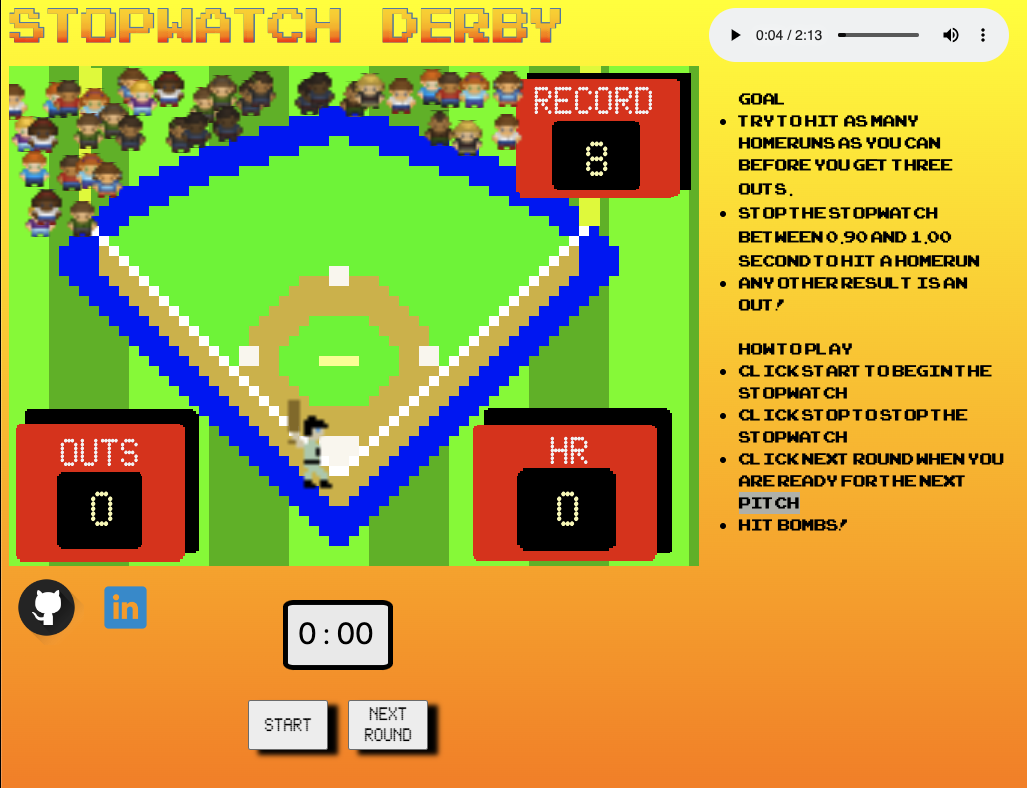 STOPWATCH DERBY
0:04 / 2:13
RECORD
8
OUTS
0
HR
0
GOAL
TRY TO HIT AS MANY
HOMERUNS AS YOU CAN
BEFORE YOU GET THREE
OUTS.
STOP THE STOPWATCH
BETWEEN 0.90 AND 1.00
SECOND TO HIT A HOMERUN
ANY OTHER RESULT IS AN
OUT!
HOW TO PLAY
CLICK START TO BEGIN THE
STOPWATCH
CLICK STOP TO STOP THE
STOPWATCH
CLICK NEXT ROUND WHEN YOU
ARE READY FOR THE NEXT
PITCH
HIT BOMBS!
in
0:00
START
NEXT
ROUND